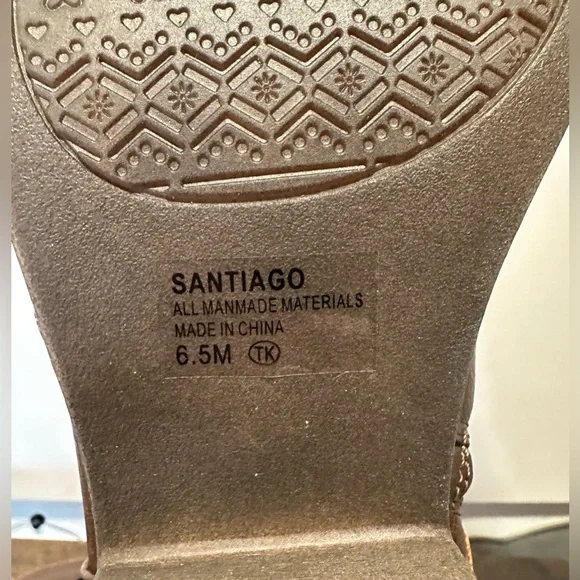 SANTIAGO
ALL MANMADE MATERIALS
MADE IN CHINA
6.5M TK